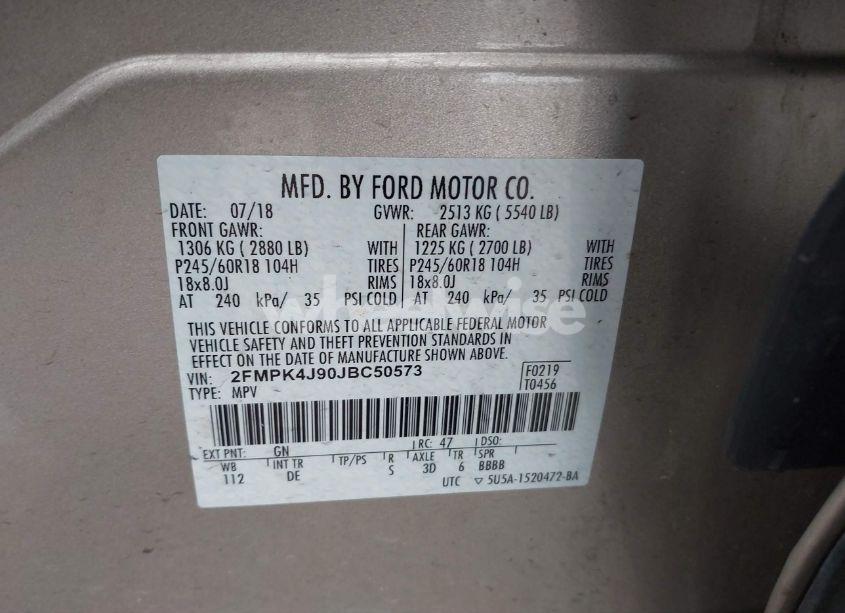 MFD. BY FORD MOTOR CO.
DATE: 07/18 GVWR: 2513 KG ( 5540 LB)
FRONT GAWR: REAR GAWR:
1306 KG ( 2880 LB) WITH 1225 KG ( 2700 LB) WITH
P245/60R18 104H TIRES P245/60R18 104H TIRES
18x8.0J RIMS 18x8.0J RIMS
AT 240 kPa/ 35 PSI COLD AT 240 kPa/ 35 PSI COLD
wheelwise
THIS VEHICLE CONFORMS TO ALL APPLICABLE FEDERAL MOTOR
VEHICLE SAFETY AND THEFT PREVENTION STANDARDS IN
EFFECT ON THE DATE OF MANUFACTURE SHOWN ABOVE.
VIN: 2FMPK4J90JBC50573 F0219
TYPE: MPV T0456
EXT PNT: GN RC: 47 DSO:
WB INT TR TP/PS R AXLE TR SPR
112 DE S 3D 6 BBBB
UTC ▽ 5U5A-1520472-BA